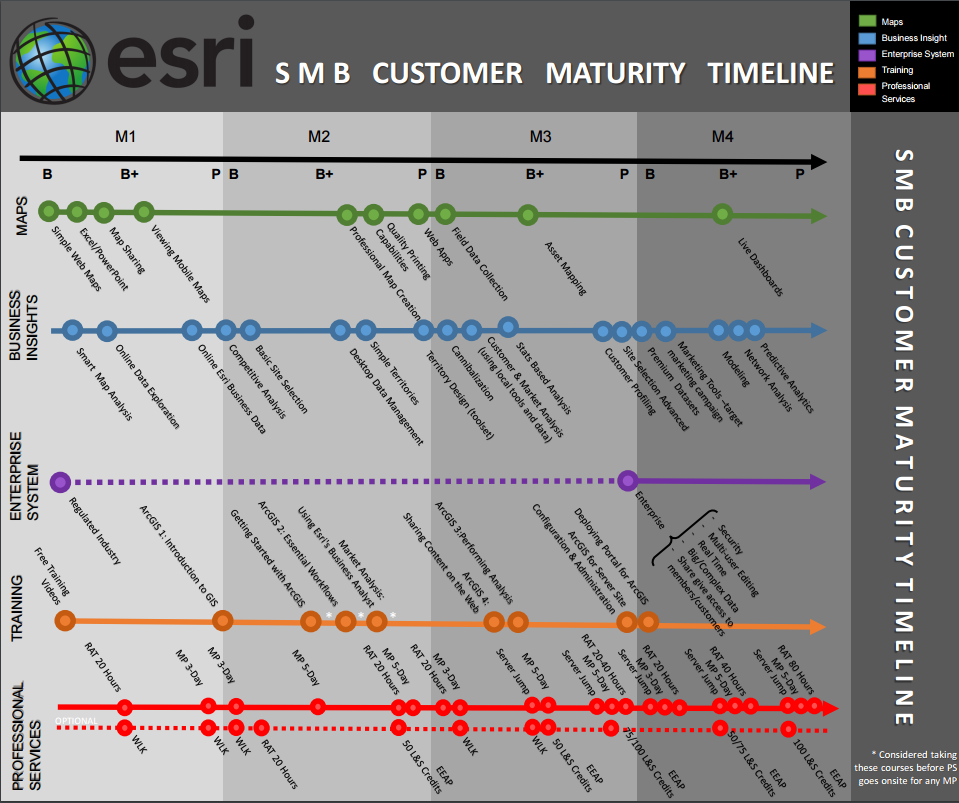 esri
SMB CUSTOMER MATURITY TIMELINE
Maps
Business Insight
Enterprise System
Training
Professional
Services
M1 M2 M3 M4
B B+ P B B+ P B B+ P B B+ P
MAPS
Simple Web Maps
Excel/PowerPoint
Map Sharing
Viewing Mobile Maps
Professional Map Creation
Capabilities
Quality Printing
Web Apps
Field Data Collection
Asset Mapping
Live Dashboards
BUSINESS
INSIGHTS
Smart Map Analysis
Online Data Exploration
Online Esri Business Data
Competitive Analysis
Basic Site Selection
Desktop Data Management
Simple Territories
Territory Design (toolset)
Cannibalization
Customer & Market Analysis
(using local tools and data)
Stats Based Analysis
Customer Profiling
Site Selection Advanced
Premium Datasets
Marketing Tools –target
marketing campaign
Modeling
Network Analysis
Predictive Analytics
ENTERPRISE
SYSTEM
Regulated Industry
Enterprise
- Security
- Multi-user Editing
- Real Time
- Big/Complex Data
- Share give access to
members/customers
TRAINING
Free Training
Videos
ArcGIS 1: Introduction to GIS
Getting Started with ArcGIS
ArcGIS 2: Essential Workflows
*
Market Analysis:
Using Esri's Business Analyst
*
*
Sharing Content on the Web
ArcGIS 3:Performing Analysis
ArcGIS 4:
Configuration & Administration
ArcGIS for Server Site
Deploying Portal for ArcGIS
PROFESSIONAL
SERVICES
RAT 20 Hours
MP 3-Day
MP 3-Day
MP 5-Day
RAT 20 Hours
MP 5-Day
RAT 20 Hours
MP 3-Day
Server Jump
MP 5-Day
Server Jump
MP 5-Day
RAT 20-40 Hours
Server Jump
MP 3-Day
RAT 20 Hours
Server Jump
MP 5-Day
RAT 40 Hours
Server Jump
MP 5-Day
RAT 80 Hours
OPTIONAL
WLK
WLK
WLK
RAT 20 Hours
50 L&S Credits
EEAP
WLK
WLK
50 L&S Credits
EEAP
75/100 L&S Credits
EEAP
50/75 L&S Credits
EEAP
100 L&S Credits
EEAP
SMB CUSTOMER MATURITY TIMELINE
* Considered taking
these courses before PS
goes onsite for any MP